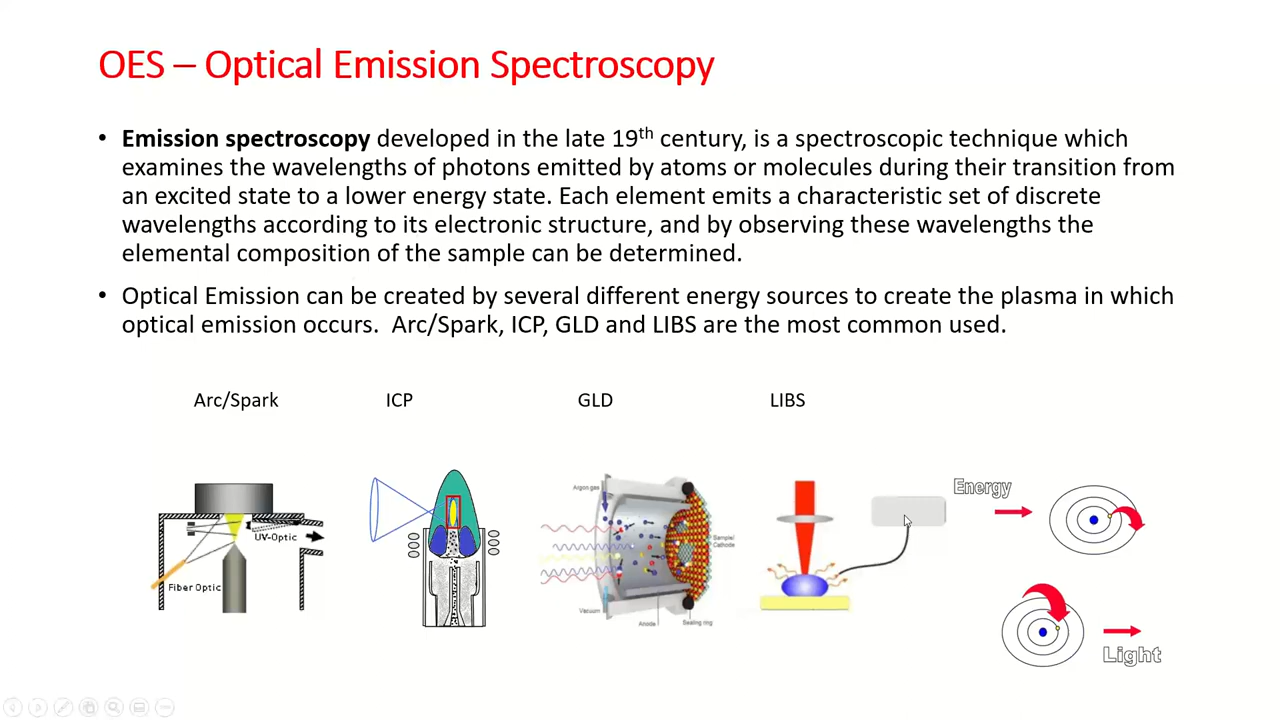 OES – Optical Emission Spectroscopy
• Emission spectroscopy developed in the late 19th century, is a spectroscopic technique which
examines the wavelengths of photons emitted by atoms or molecules during their transition from
an excited state to a lower energy state. Each element emits a characteristic set of discrete
wavelengths according to its electronic structure, and by observing these wavelengths the
elemental composition of the sample can be determined.
• Optical Emission can be created by several different energy sources to create the plasma in which
optical emission occurs. Arc/Spark, ICP, GLD and LIBS are the most common used.
Arc/Spark
ICP
GLD
LIBS
UV-Optic
Fiber Optic
Argon gas
Sample/
Cathode
Vacuum
Anode
Sealing ring
Energy
Light